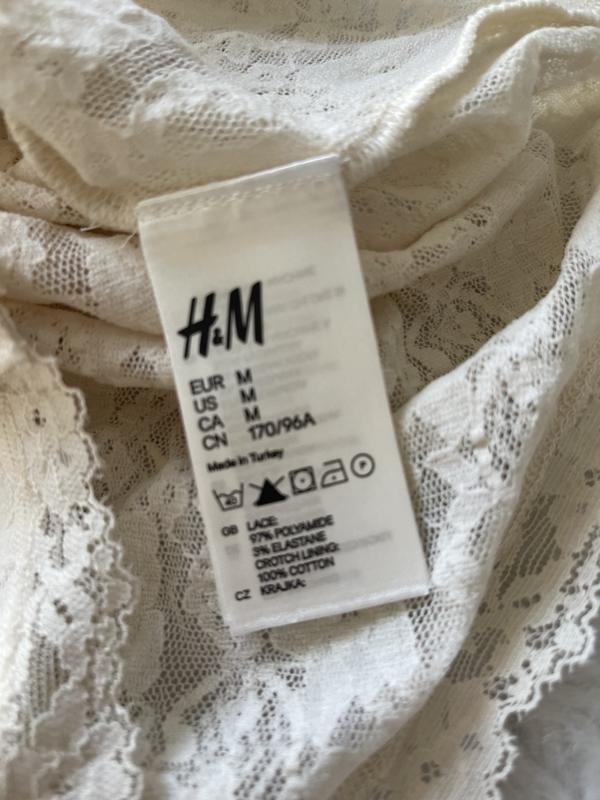 H&M
EUR M
US M
CA M
CN 170/96A
Made in Turkey
40 P
GB LACE:
97% POLYAMIDE
3% ELASTANE
CROTCH LINING:
100% COTTON
CZ KRAJKA: